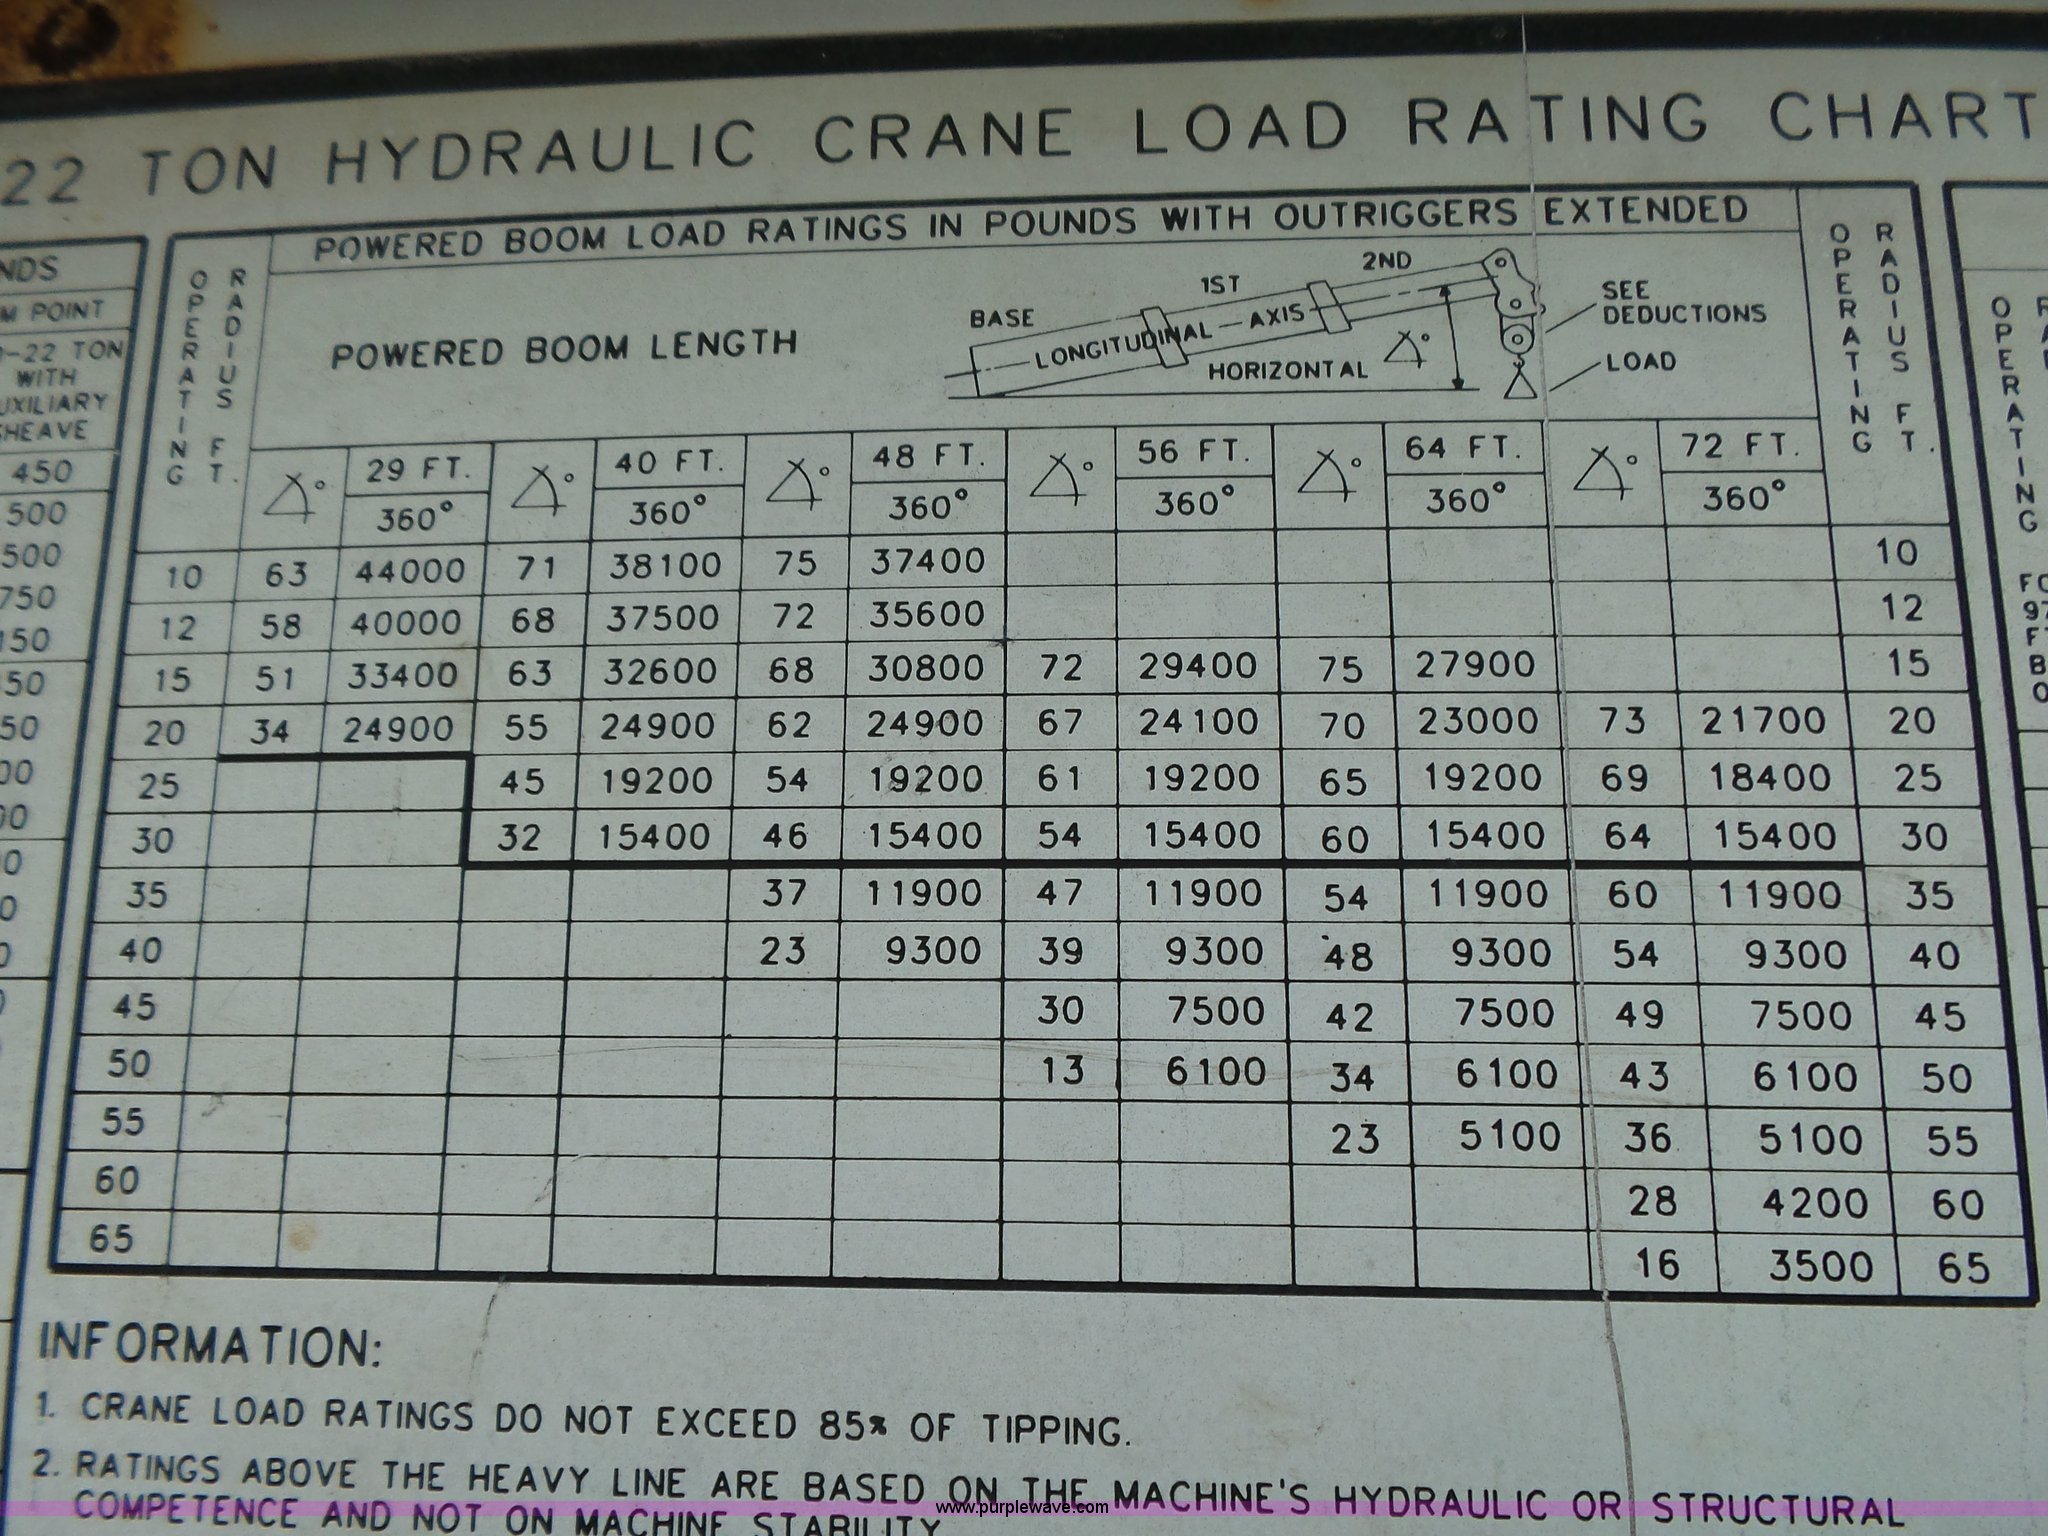 22 TON HYDRAULIC CRANE LOAD RATING CHART
POINT
-22 TON
WITH
450
500
500
750
OPERATING RADIUS FT.
POWERED BOOM LOAD RATINGS IN POUNDS WITH OUTRIGGERS EXTENDED
POWERED BOOM LENGTH
BASE
1ST
2ND
LONGITUDINAL — AXIS
HORIZONTAL
°
SEE
DEDUCTIONS
LOAD
OPERATING RADIUS FT.
OPERATING
° 29 FT. ° 40 FT. ° 48 FT. ° 56 FT. ° 64 FT. ° 72 FT.
360° 360° 360° 360° 360° 360°
10 63 44000 71 38100 75 37400 10
12 58 40000 68 37500 72 35600 12
15 51 33400 63 32600 68 30800 72 29400 75 27900 15
20 34 24900 55 24900 62 24900 67 24100 70 23000 73 21700 20
25 45 19200 54 19200 61 19200 65 19200 69 18400 25
30 32 15400 46 15400 54 15400 60 15400 64 15400 30
35 37 11900 47 11900 54 11900 60 11900 35
40 23 9300 39 9300 48 9300 54 9300 40
45 30 7500 42 7500 49 7500 45
50 13 6100 34 6100 43 6100 50
55 23 5100 36 5100 55
60 28 4200 60
65 16 3500 65
INFORMATION:
1. CRANE LOAD RATINGS DO NOT EXCEED 85% OF TIPPING.
2. RATINGS ABOVE THE HEAVY LINE ARE BASED ON THE MACHINE'S HYDRAULIC OR STRUCTURAL
COMPETENCE AND NOT ON MACHINE STABILITY
www.purplewave.com